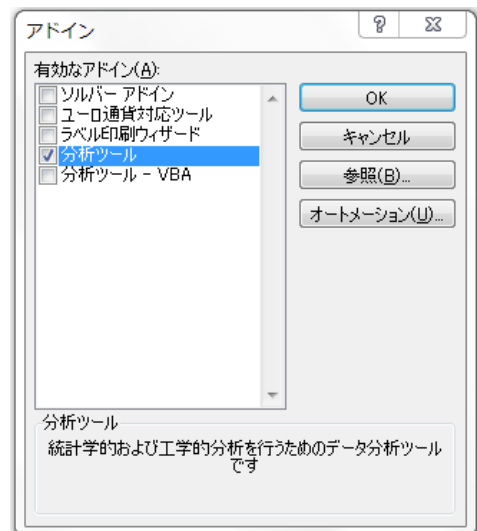 アドイン
有効なアドイン(A):
ソルバー アドイン
ユーロ通貨対応ツール
ラベル印刷ウィザード
分析ツール
分析ツール - VBA
OK
キャンセル
参照(B)...
オートメーション(U)...
分析ツール
統計学的および工学的分析を行うためのデータ分析ツール
です